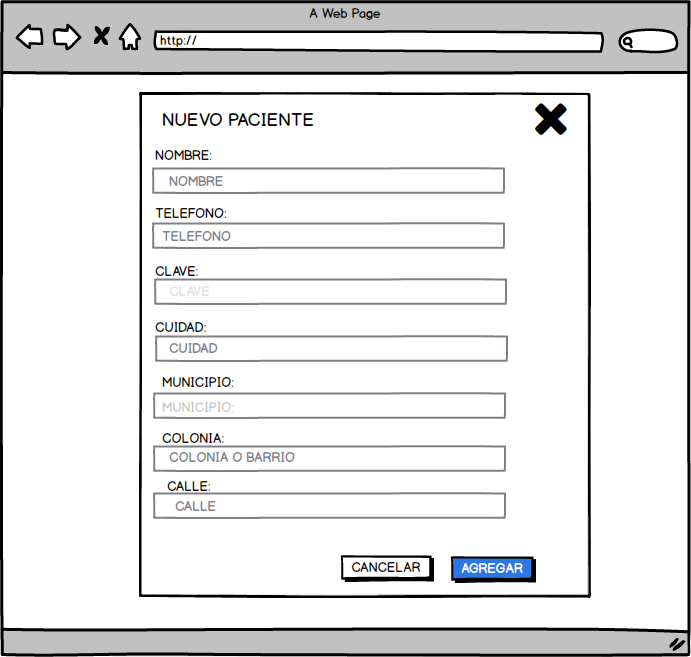 A Web Page
http://
NUEVO PACIENTE
NOMBRE:
NOMBRE
TELEFONO:
TELEFONO
CLAVE:
CLAVE
CUIDAD:
CUIDAD
MUNICIPIO:
MUNICIPIO:
COLONIA:
COLONIA O BARRIO
CALLE:
CALLE
CANCELAR
AGREGAR